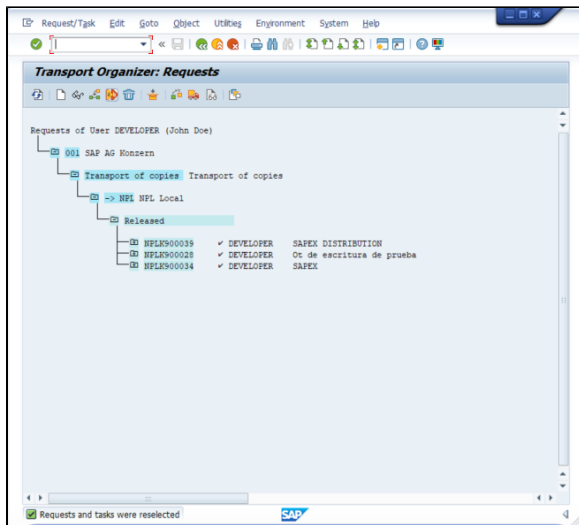 Request/Task Edit Goto Object Utilities Environment System Help
Transport Organizer: Requests
Requests of User DEVELOPER (John Doe)
001 SAP AG Konzern
Transport of copies Transport of copies
-> NPL NPL Local
Released
NPLK900039 ✔ DEVELOPER SAPEX DISTRIBUTION
NPLK900028 ✔ DEVELOPER Ot de escritura de prueba
NPLK900034 ✔ DEVELOPER SAPEX
Requests and tasks were reselected
SAP